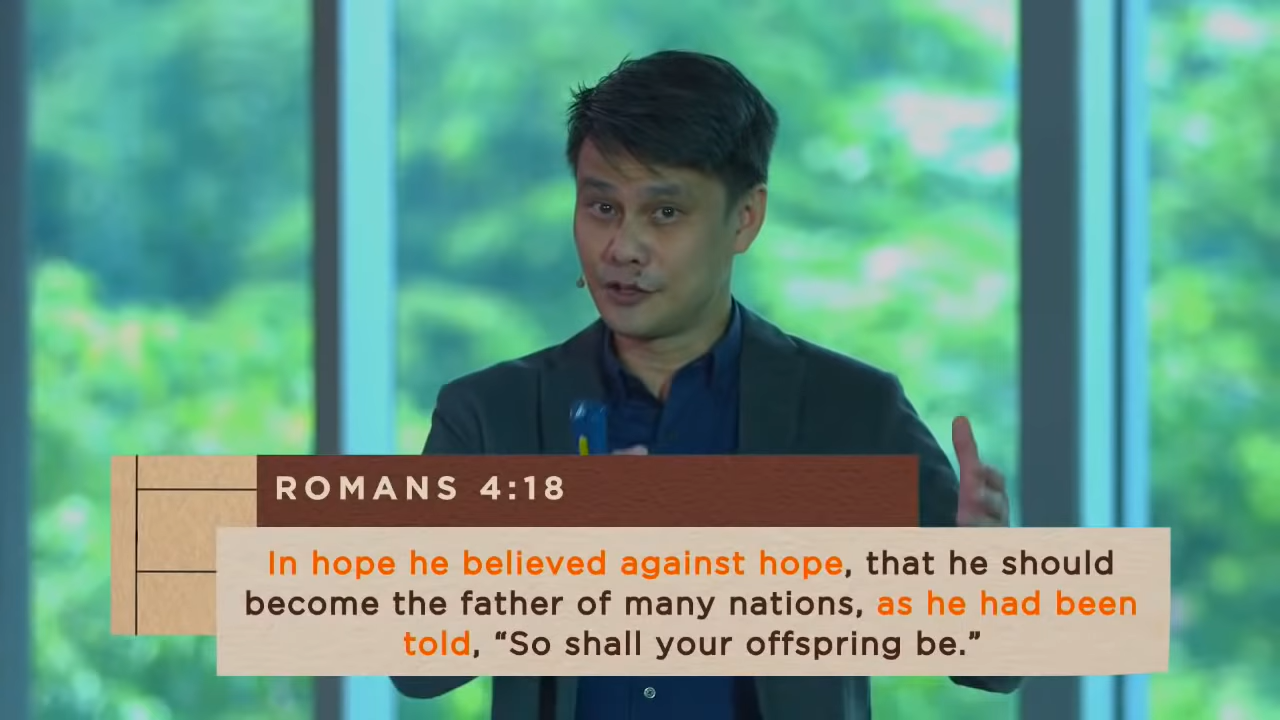 ROMANS 4:18
In hope he believed against hope, that he should
become the father of many nations, as he had been
told, “So shall your offspring be.”